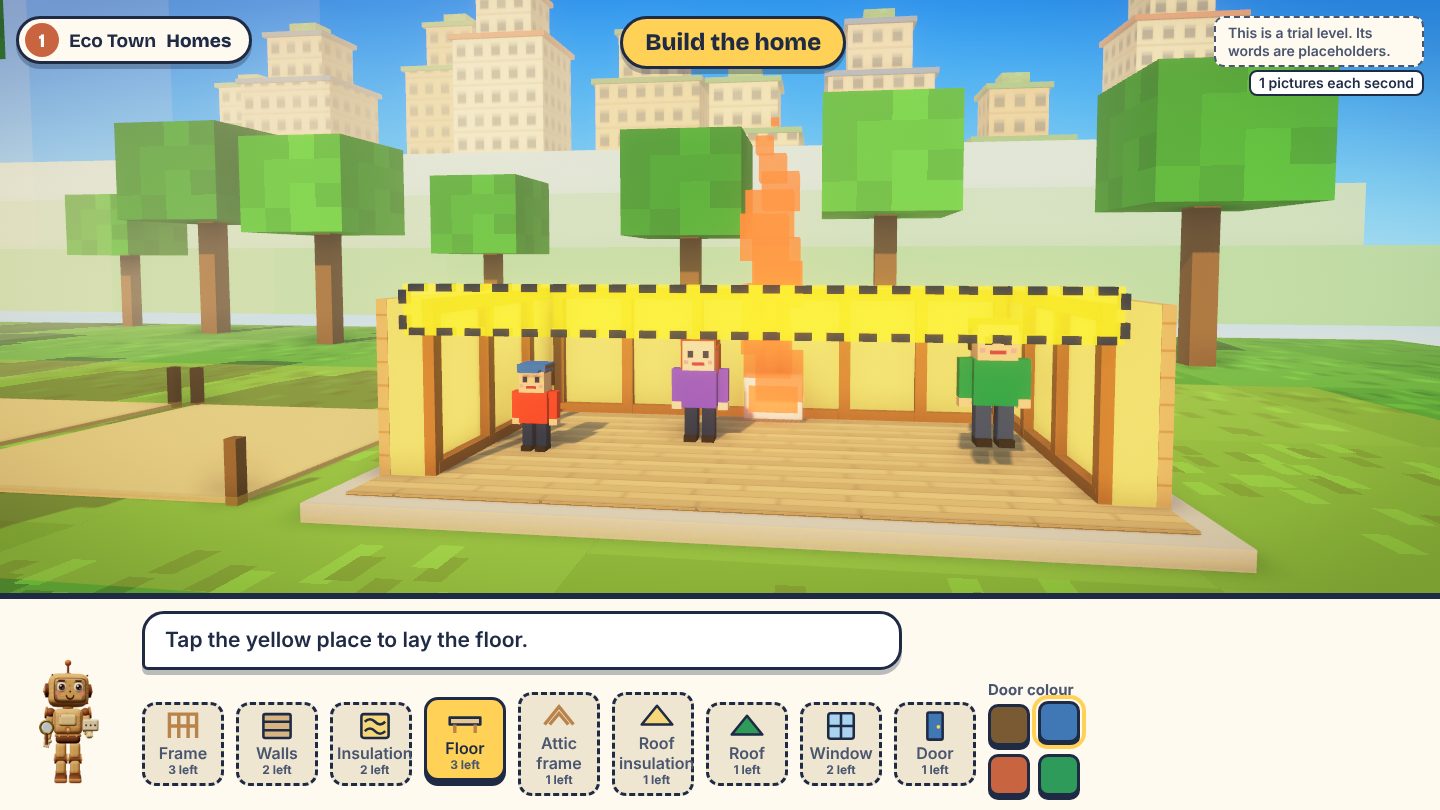 1 Eco Town Homes
Build the home
This is a trial level. Its
words are placeholders.
1 pictures each second
Tap the yellow place to lay the floor.
Frame
3 left
Walls
2 left
Insulation
2 left
Floor
3 left
Attic
frame
1 left
Roof
insulation
1 left
Roof
1 left
Window
2 left
Door
1 left
Door colour